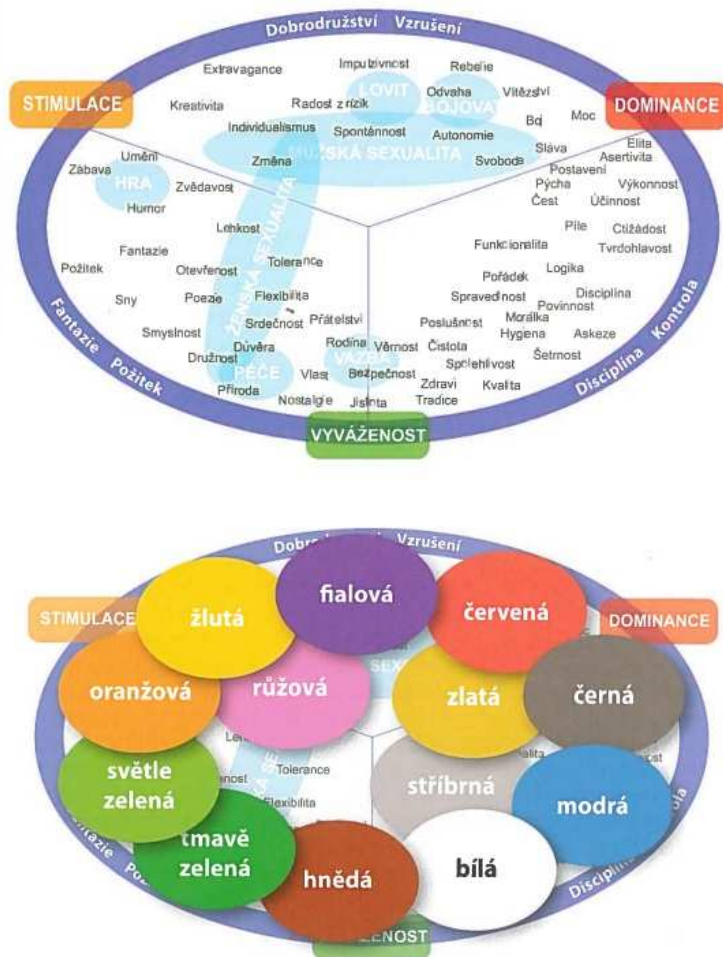 Dobrodružství Vzrušení
Extravagance
Impulzivnost
Rebelie
LOVIT
STIMULACE
Kreativita
Radost z rizik
Odvaha
Vítězství
BOJOVAT
DOMINANCE
Individualismus
Spontánnost
Autonomie
Boj
Moc
MUŽSKÁ SEXUALITA
Změna
Svoboda
Sláva
Elita
Asertivita
Umění
Zábava
HRA
Zvědavost
Humor
Postavení
Pýcha
Výkonnost
Čest
Účinnost
Lehkost
ŽENSKÁ SEXUALITA
Píle
Ctižádost
Funkcionalita
Tvrdohlavost
Fantazie
Požitek
Otevřenost
Tolerance
Logika
Pořádek
Sny
Poezie
Flexibilita
Spravedlnost
Disciplina
Povinnost
Smyslnost
Srdečnost
Přátelství
Poslušnost
Morálka
Hygiena
Askeze
Družnost
Důvěra
Rodina
Věrnost
Čistota
VAZBA
Šetrnost
PÉČE
Vlast
Bezpečnost
Spolehlivost
Příroda
Zdraví
Kvalita
Nostalgie
Jistota
Tradice
Fantazie Požitek
Disciplína Kontrola
VYVÁŽENOST
Vzrušení
STIMULACE
žlutá
fialová
červená
DOMINANCE
oranžová
růžová
zlatá
černá
Tolerance
světle
zelená
stříbrná
modrá
Flexibilita
tmavě
zelená
hnědá
bílá